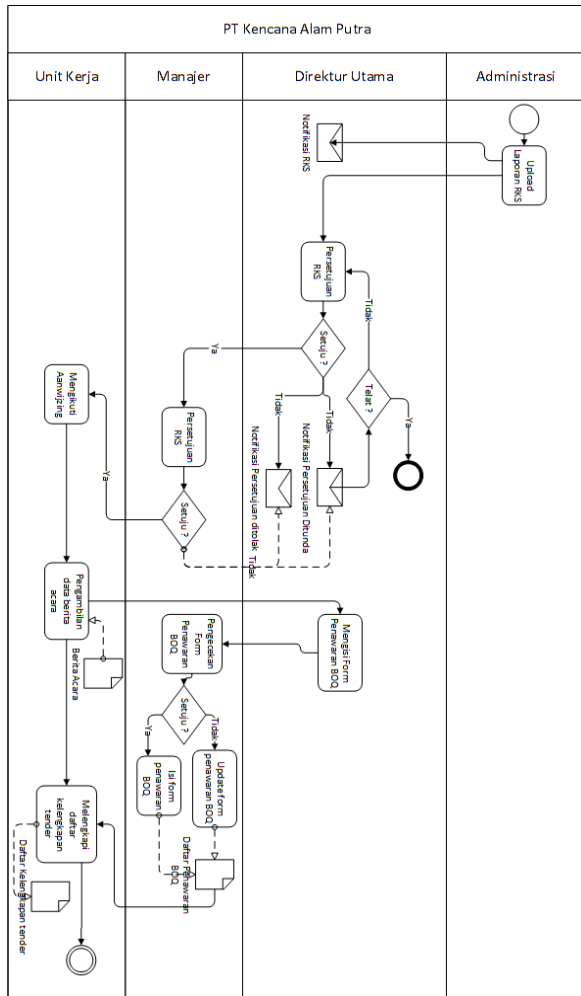 PT Kencana Alam Putra
Unit Kerja
Manajer
Direktur Utama
Administrasi
Upload
Laporan RKS
Notifikasi RKS
Persetujuan
RKS
Tidak
Setuju ?
Ya
Telat ?
Ya
Tidak
Tidak
Notifikasi Persetujuan Ditunda
Notifikasi Persetujuan ditolak
Tidak
Persetujuan
RKS
Setuju ?
Ya
Mengikuti
Aanwijzing
Pengambilan
data berita
acara
Berita Acara
Mengisi Form
Penawaran BOQ
Pengecekan
Form
Penawaran
BOQ
Setuju ?
Tidak
Ya
Update form
penawaran BOQ
Isi form
penawaran
BOQ
Daftar Penawaran
BOQ
Melengkapi
daftar
kelengkapan
tender
Daftar Kelengkapan tender